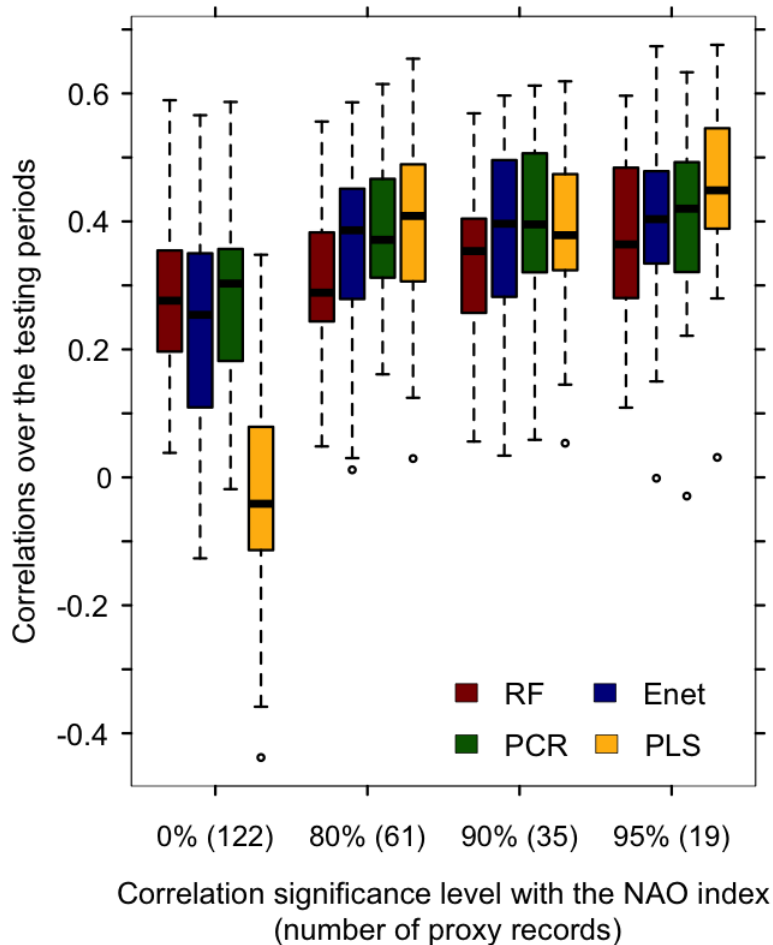 Correlations over the testing periods
0.6
0.4
0.2
0
-0.2
-0.4
RF
Enet
PCR
PLS
0% (122)
80% (61)
90% (35)
95% (19)
Correlation significance level with the NAO index
(number of proxy records)